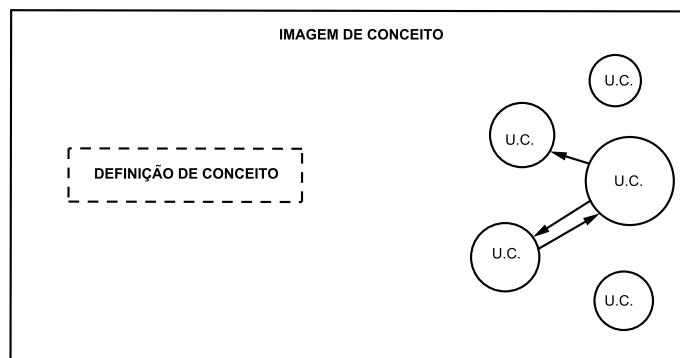 IMAGEM DE CONCEITO
U.C.
U.C.
DEFINIÇÃO DE CONCEITO
U.C.
U.C.
U.C.